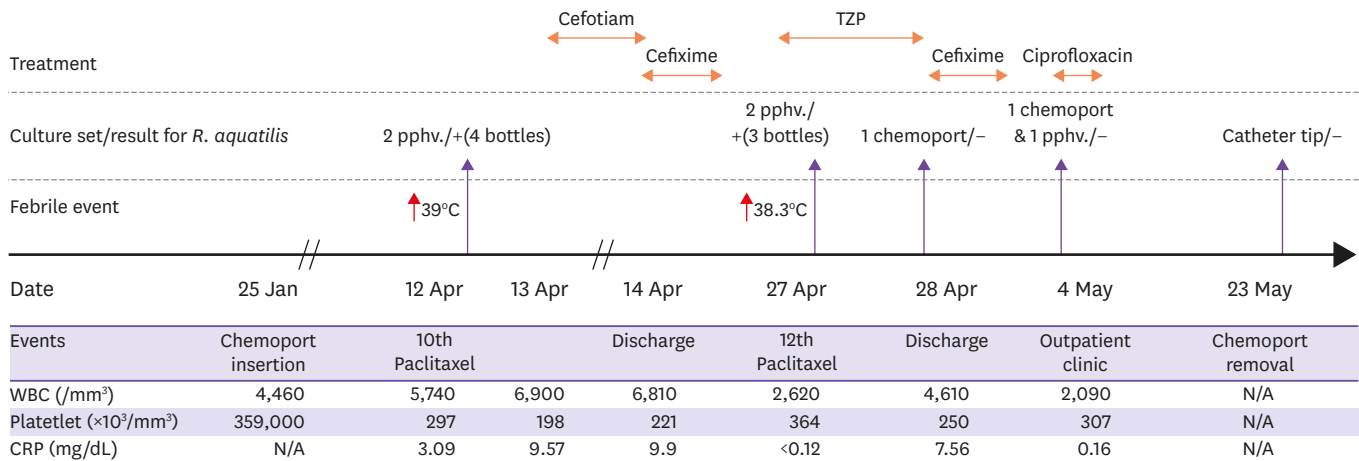 Cefotiam TZP
Treatment Cefixime Cefixime Ciprofloxacin
2 pphv./ 1 chemoport
Culture set/result for R. aquatilis 2 pphv./+(4 bottles) +(3 bottles) 1 chemoport/– & 1 pphv./– Catheter tip/–
Febrile event 39°C 38.3°C
Date 25 Jan 12 Apr 13 Apr 14 Apr 27 Apr 28 Apr 4 May 23 May
Events Chemoport 10th Discharge 12th Discharge Outpatient Chemoport
insertion Paclitaxel Paclitaxel clinic removal
WBC (/mm³) 4,460 5,740 6,900 6,810 2,620 4,610 2,090 N/A
Platetlet (×10³/mm³) 359,000 297 198 221 364 250 307 N/A
CRP (mg/dL) N/A 3.09 9.57 9.9 <0.12 7.56 0.16 N/A